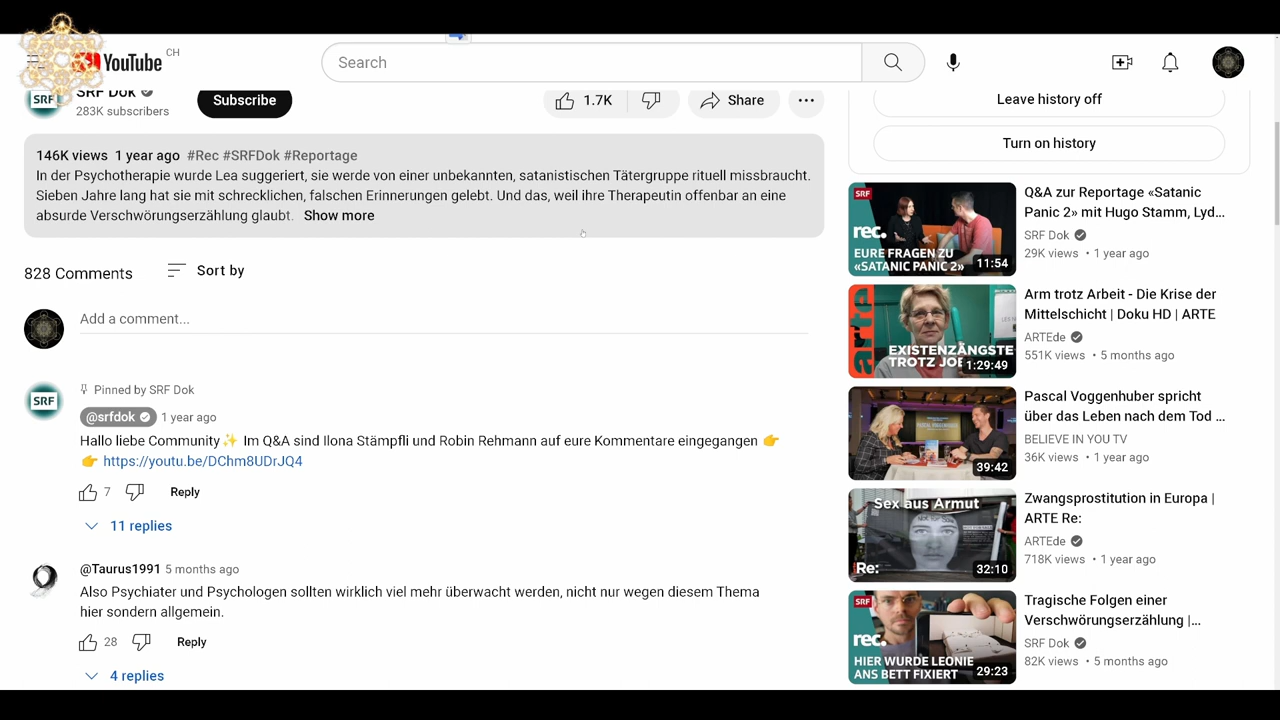 YouTube
CH
Search
SRF
SRF Dok
283K subscribers
Subscribe
1.7K
Share
146K views 1 year ago #Rec #SRFDok #Reportage
In der Psychotherapie wurde Lea suggeriert, sie werde von einer unbekannten, satanistischen Tätergruppe rituell missbraucht.
Sieben Jahre lang hat sie mit schrecklichen, falschen Erinnerungen gelebt. Und das, weil ihre Therapeutin offenbar an eine
absurde Verschwörungserzählung glaubt. Show more
828 Comments
Sort by
Add a comment...
SRF
Pinned by SRF Dok
@srfdok 1 year ago
Hallo liebe Community✨ Im Q&A sind Ilona Stämpfli und Robin Rehmann auf eure Kommentare eingegangen 👉
👉 https://youtu.be/DChm8UDrJQ4
7
Reply
11 replies
@Taurus1991 5 months ago
Also Psychiater und Psychologen sollten wirklich viel mehr überwacht werden, nicht nur wegen diesem Thema
hier sondern allgemein.
28
Reply
4 replies
Leave history off
Turn on history
SRF
rec.
EURE FRAGEN ZU
«SATANIC PANIC 2»
11:54
Q&A zur Reportage «Satanic
Panic 2» mit Hugo Stamm, Lyd...
SRF Dok
29K views • 1 year ago
arte
EXISTENZÄNGSTE
TROTZ
1:29:49
Arm trotz Arbeit - Die Krise der
Mittelschicht | Doku HD | ARTE
ARTEde
551K views • 5 months ago
39:42
Pascal Voggenhuber spricht
über das Leben nach dem Tod ...
BELIEVE IN YOU TV
36K views • 1 year ago
Sex aus Armut
Re:
32:10
Zwangsprostitution in Europa |
ARTE Re:
ARTEde
718K views • 1 year ago
SRF
rec.
HIER WURDE LEONIE
ANS BETT FIXIERT
29:23
Tragische Folgen einer
Verschwörungserzählung |...
SRF Dok
82K views • 5 months ago